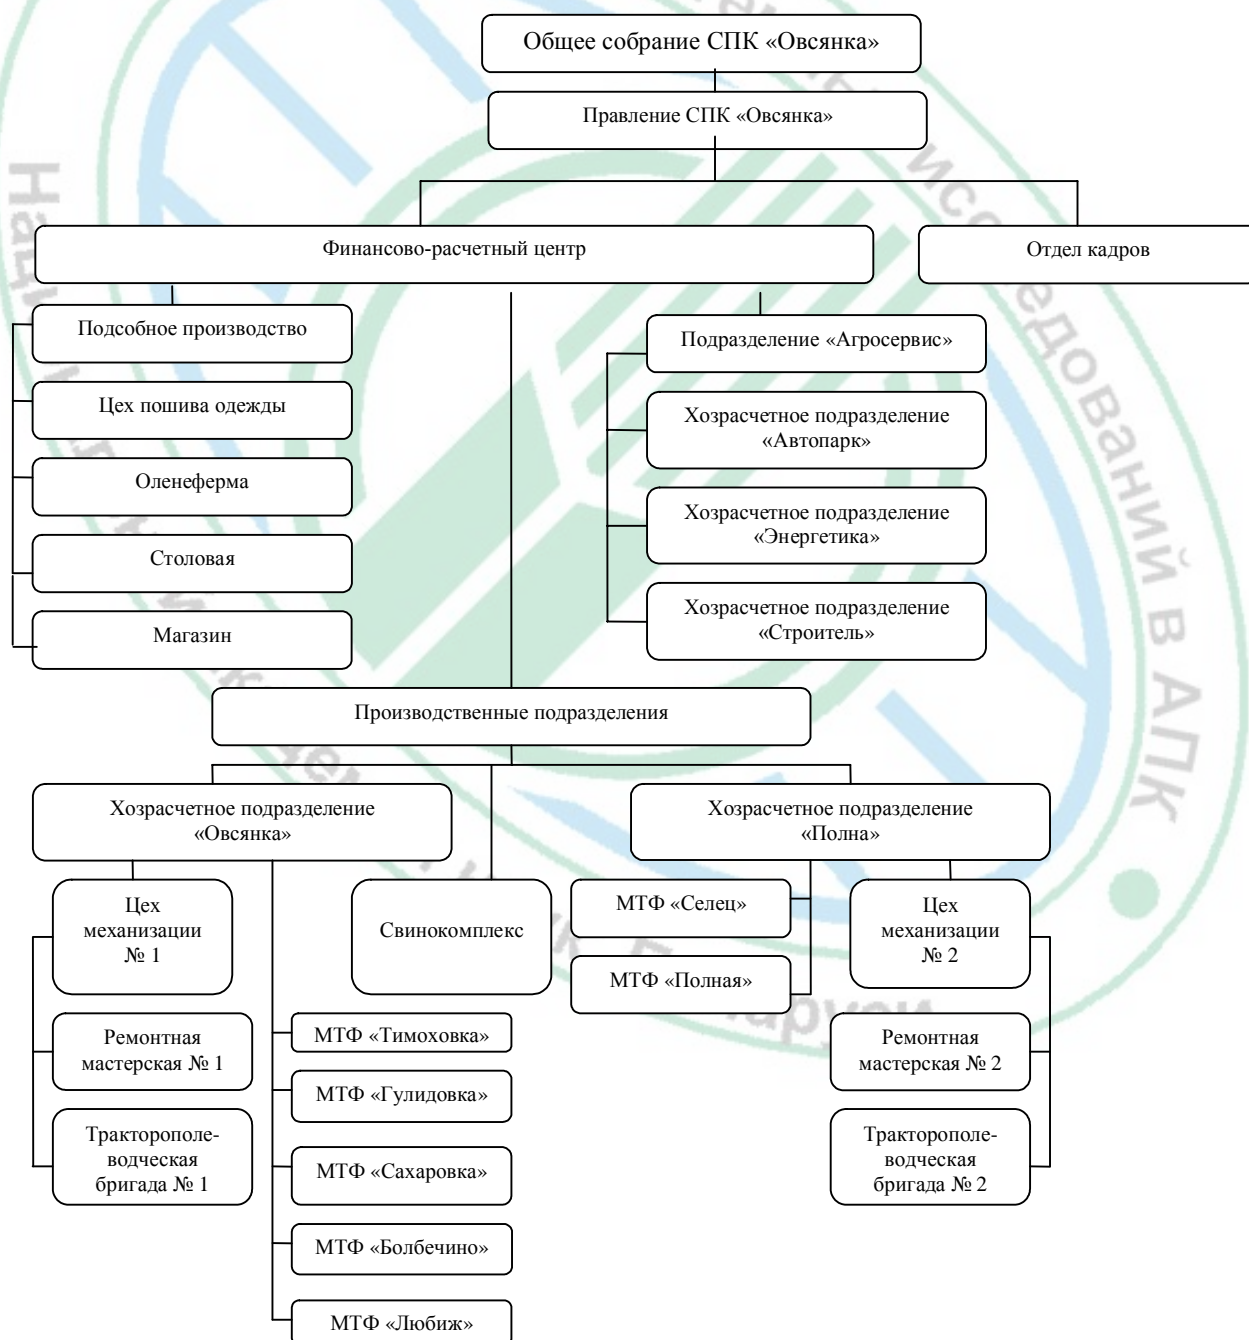 Общее собрание СПК «Овсянка»
Правление СПК «Овсянка»
Финансово-расчетный центр
Отдел кадров
Подсобное производство
Цех пошива одежды
Оленеферма
Столовая
Магазин
Подразделение «Агросервис»
Хозрасчетное подразделение
«Автопарк»
Хозрасчетное подразделение
«Энергетика»
Хозрасчетное подразделение
«Строитель»
Производственные подразделения
Хозрасчетное подразделение
«Овсянка»
Хозрасчетное подразделение
«Полна»
Цех
механизации
№ 1
Ремонтная
мастерская № 1
Трактopополе-
водческая
бригада № 1
МТФ «Тимоховка»
МТФ «Гулидовка»
МТФ «Сахаровка»
МТФ «Болбечино»
МТФ «Любиж»
Свинокомплекс
МТФ «Селец»
МТФ «Полная»
Цех
механизации
№ 2
Ремонтная
мастерская № 2
Тракторополе-
водческая
бригада № 2
исследований в АПК